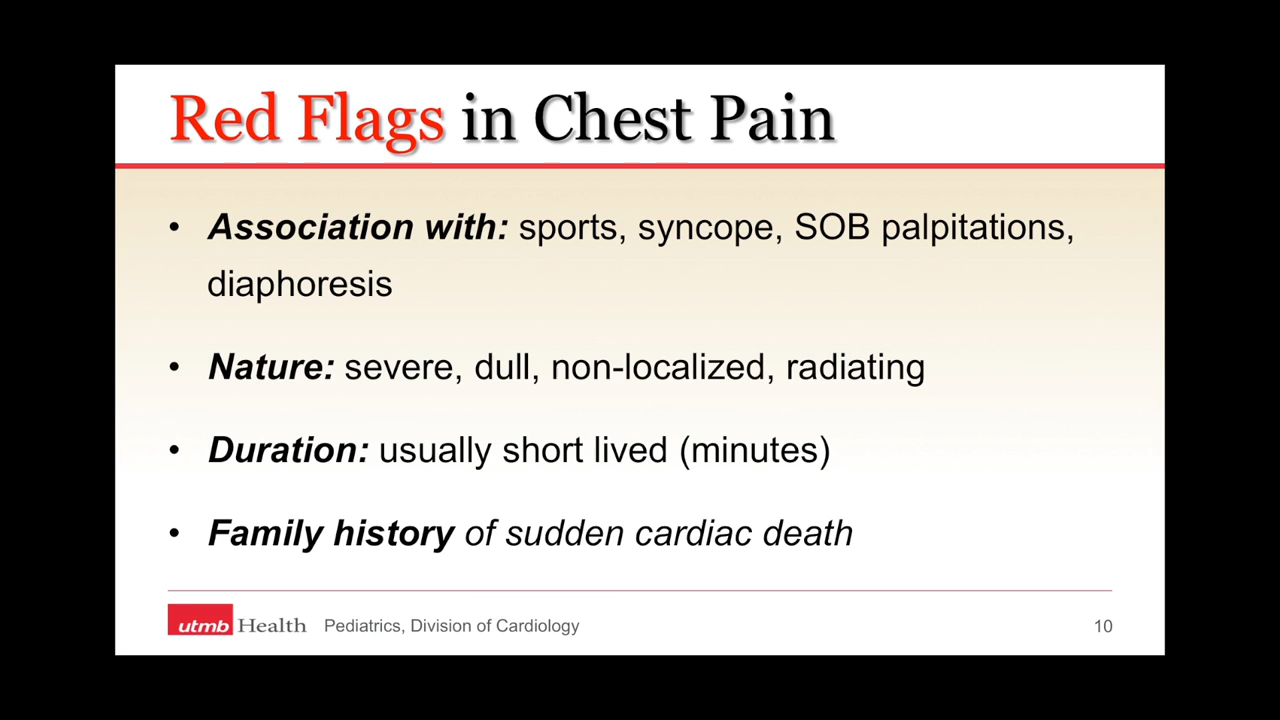 Red Flags in Chest Pain
• Association with: sports, syncope, SOB palpitations,
diaphoresis
• Nature: severe, dull, non-localized, radiating
• Duration: usually short lived (minutes)
• Family history of sudden cardiac death
utmb Health Pediatrics, Division of Cardiology 10